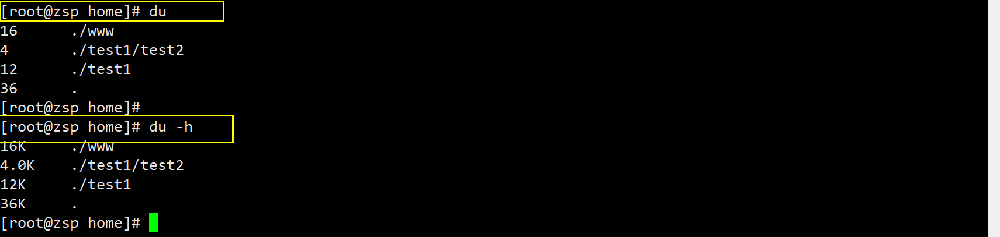 [root@zsp home]# du
16      ./www
4       ./test1/test2
12      ./test1
36      .
[root@zsp home]#
[root@zsp home]# du -h
16K     ./www
4.0K    ./test1/test2
12K     ./test1
36K     .
[root@zsp home]#